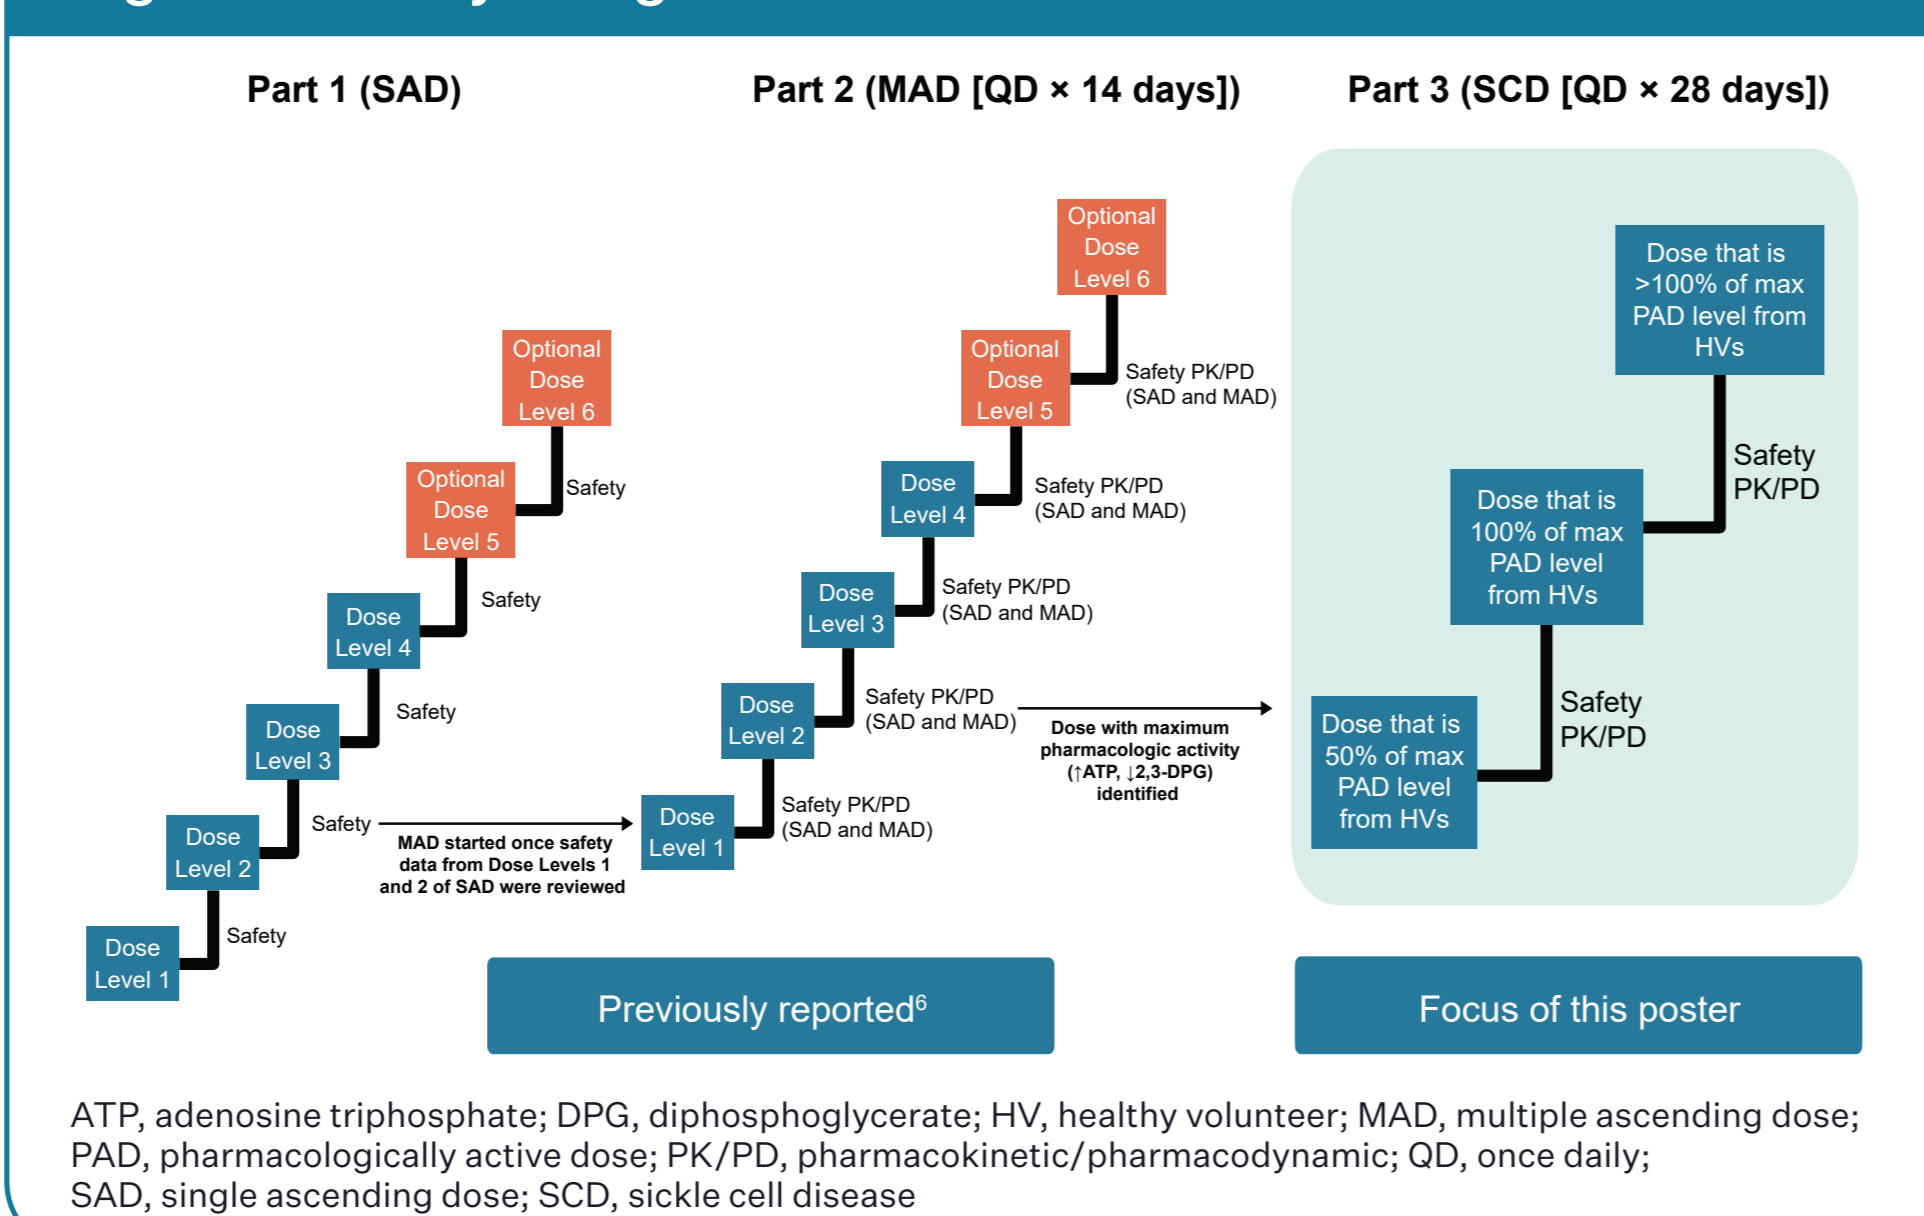 Part 1 (SAD)
Part 2 (MAD [QD × 14 days])
Part 3 (SCD [QD × 28 days])
Optional
Dose
Level 6
Safety
Optional
Dose
Level 5
Safety
Dose
Level 4
Safety
Dose
Level 3
Safety
Dose
Level 2
Safety
Dose
Level 1
MAD started once safety
data from Dose Levels 1
and 2 of SAD were reviewed
Optional
Dose
Level 6
Safety PK/PD
(SAD and MAD)
Optional
Dose
Level 5
Safety PK/PD
(SAD and MAD)
Dose
Level 4
Safety PK/PD
(SAD and MAD)
Dose
Level 3
Safety PK/PD
(SAD and MAD)
Dose
Level 2
Safety PK/PD
(SAD and MAD)
Dose
Level 1
Dose with maximum
pharmacologic activity
(↑ATP, ↓2,3-DPG)
identified
Dose that is
>100% of max
PAD level from
HVs
Safety
PK/PD
Dose that is
100% of max
PAD level
from HVs
Safety
PK/PD
Dose that is
50% of max
PAD level
from HVs
Previously reported⁶
Focus of this poster
ATP, adenosine triphosphate; DPG, diphosphoglycerate; HV, healthy volunteer; MAD, multiple ascending dose;
PAD, pharmacologically active dose; PK/PD, pharmacokinetic/pharmacodynamic; QD, once daily;
SAD, single ascending dose; SCD, sickle cell disease